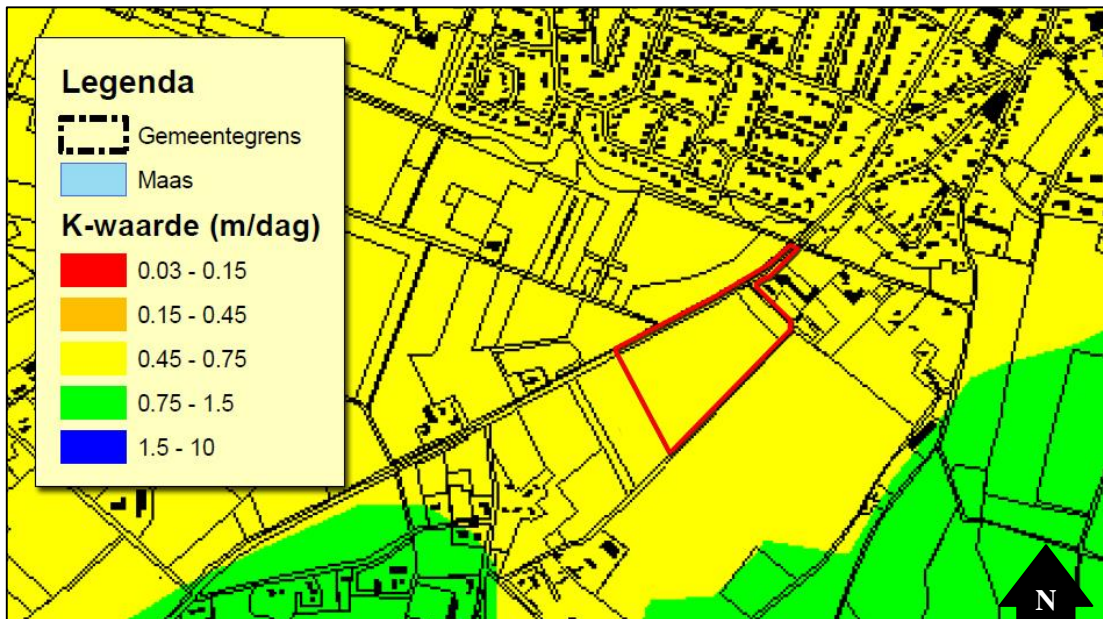 Legenda
Gemeentegrens
Maas
K-waarde (m/dag)
0.03 - 0.15
0.15 - 0.45
0.45 - 0.75
0.75 - 1.5
1.5 - 10
N